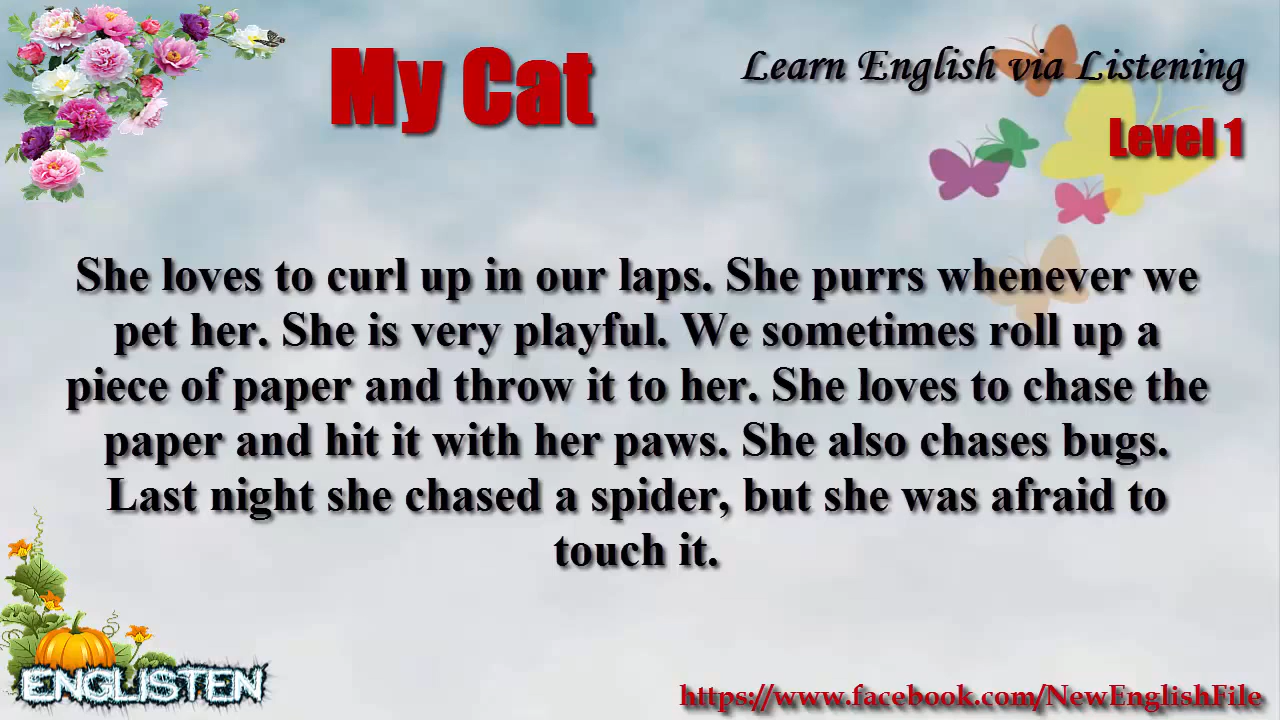 My Cat
Learn English via Listening
Level 1
She loves to curl up in our laps. She purrs whenever we
pet her. She is very playful. We sometimes roll up a
piece of paper and throw it to her. She loves to chase the
paper and hit it with her paws. She also chases bugs.
Last night she chased a spider, but she was afraid to
touch it.
ENGLISTEN
https://www.facebook.com/NewEnglishFile